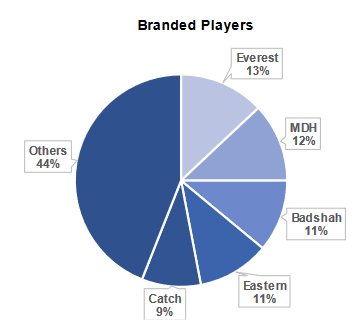 Branded Players
Everest
13%
MDH
12%
Badshah
11%
Eastern
11%
Catch
9%
Others
44%